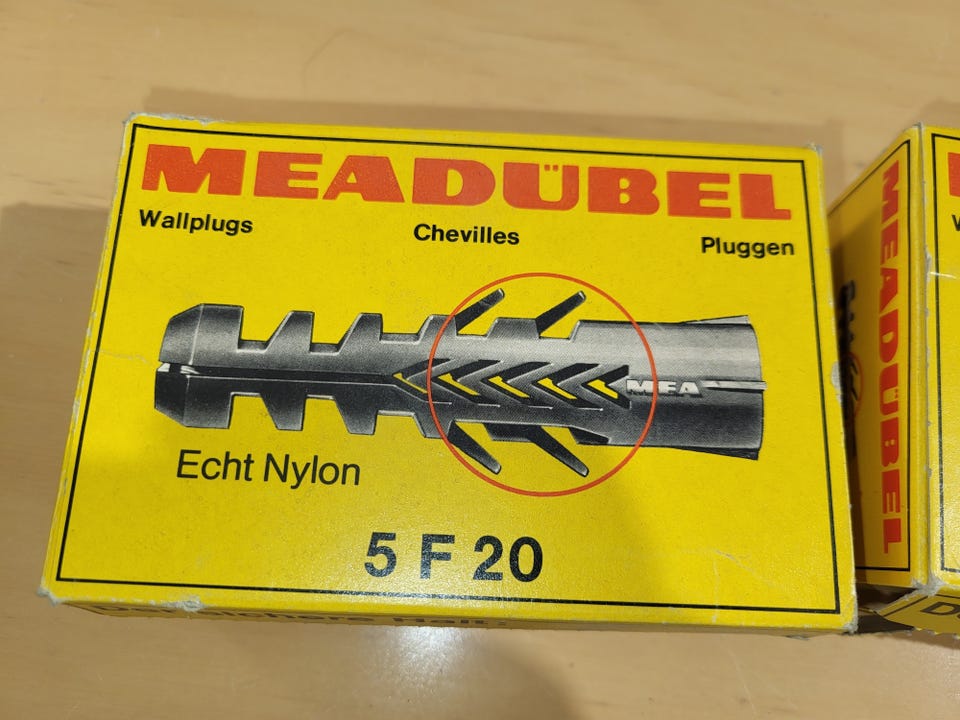 MEADÜBEL
Wallplugs Chevilles Pluggen
MEA
Echt Nylon
5 F 20
MEADÜBEL